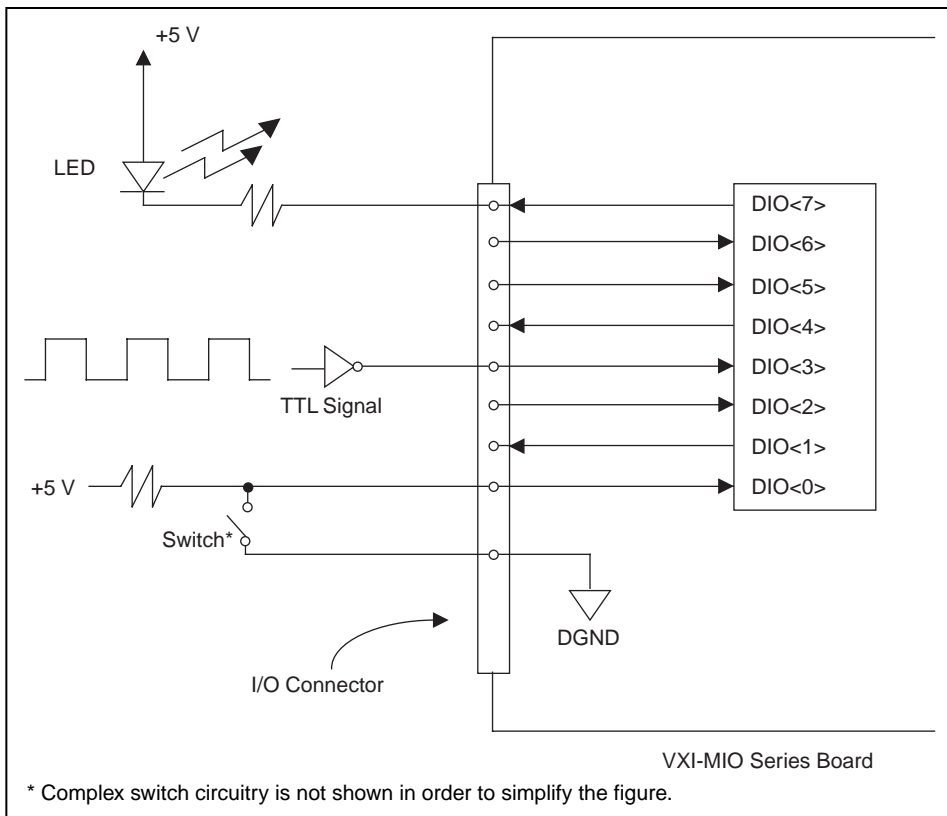 +5 V
LED
DIO<7>
DIO<6>
DIO<5>
DIO<4>
TTL Signal
DIO<3>
DIO<2>
DIO<1>
+5 V
DIO<0>
Switch*
DGND
I/O Connector
VXI-MIO Series Board
* Complex switch circuitry is not shown in order to simplify the figure.